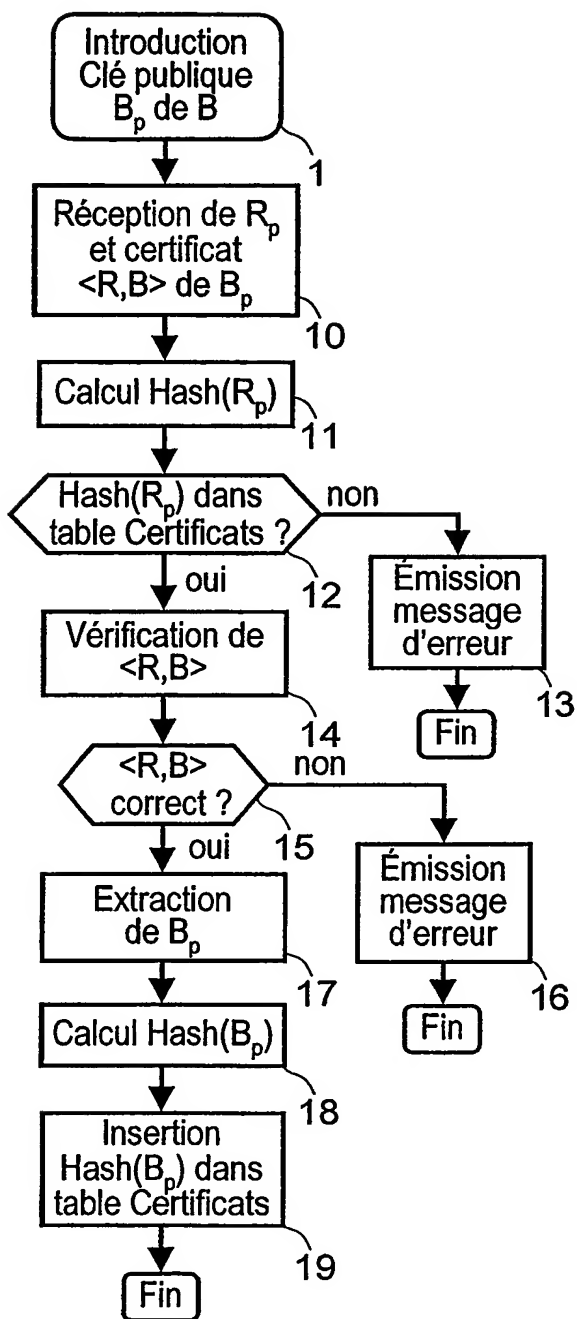 Introduction
Clé publique
Bp de B
1
Réception de Rp
et certificat
<R,B> de Bp
10
Calcul Hash(Rp)
11
Hash(Rp) dans
table Certificats ?
non
12
oui
Émission
message
d'erreur
13
Fin
Vérification de
<R,B>
14
<R,B>
correct ?
non
15
oui
Émission
message
d'erreur
16
Fin
Extraction
de Bp
17
Calcul Hash(Bp)
18
Insertion
Hash(Bp) dans
table Certificats
19
Fin